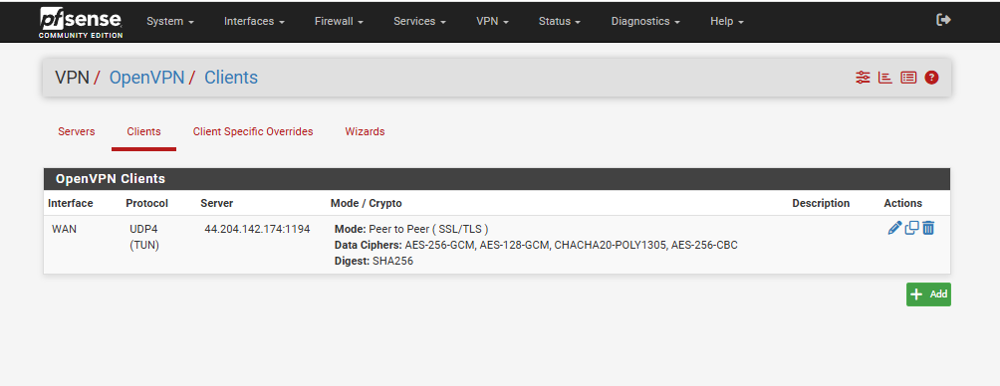 pfsense
COMMUNITY EDITION
System Interfaces Firewall Services VPN Status Diagnostics Help
VPN / OpenVPN / Clients
Servers Clients Client Specific Overrides Wizards
OpenVPN Clients
Interface Protocol Server Mode / Crypto Description Actions
WAN UDP4 (TUN) 44.204.142.174:1194 Mode: Peer to Peer ( SSL/TLS )
Data Ciphers: AES-256-GCM, AES-128-GCM, CHACHA20-POLY1305, AES-256-CBC
Digest: SHA256
+ Add